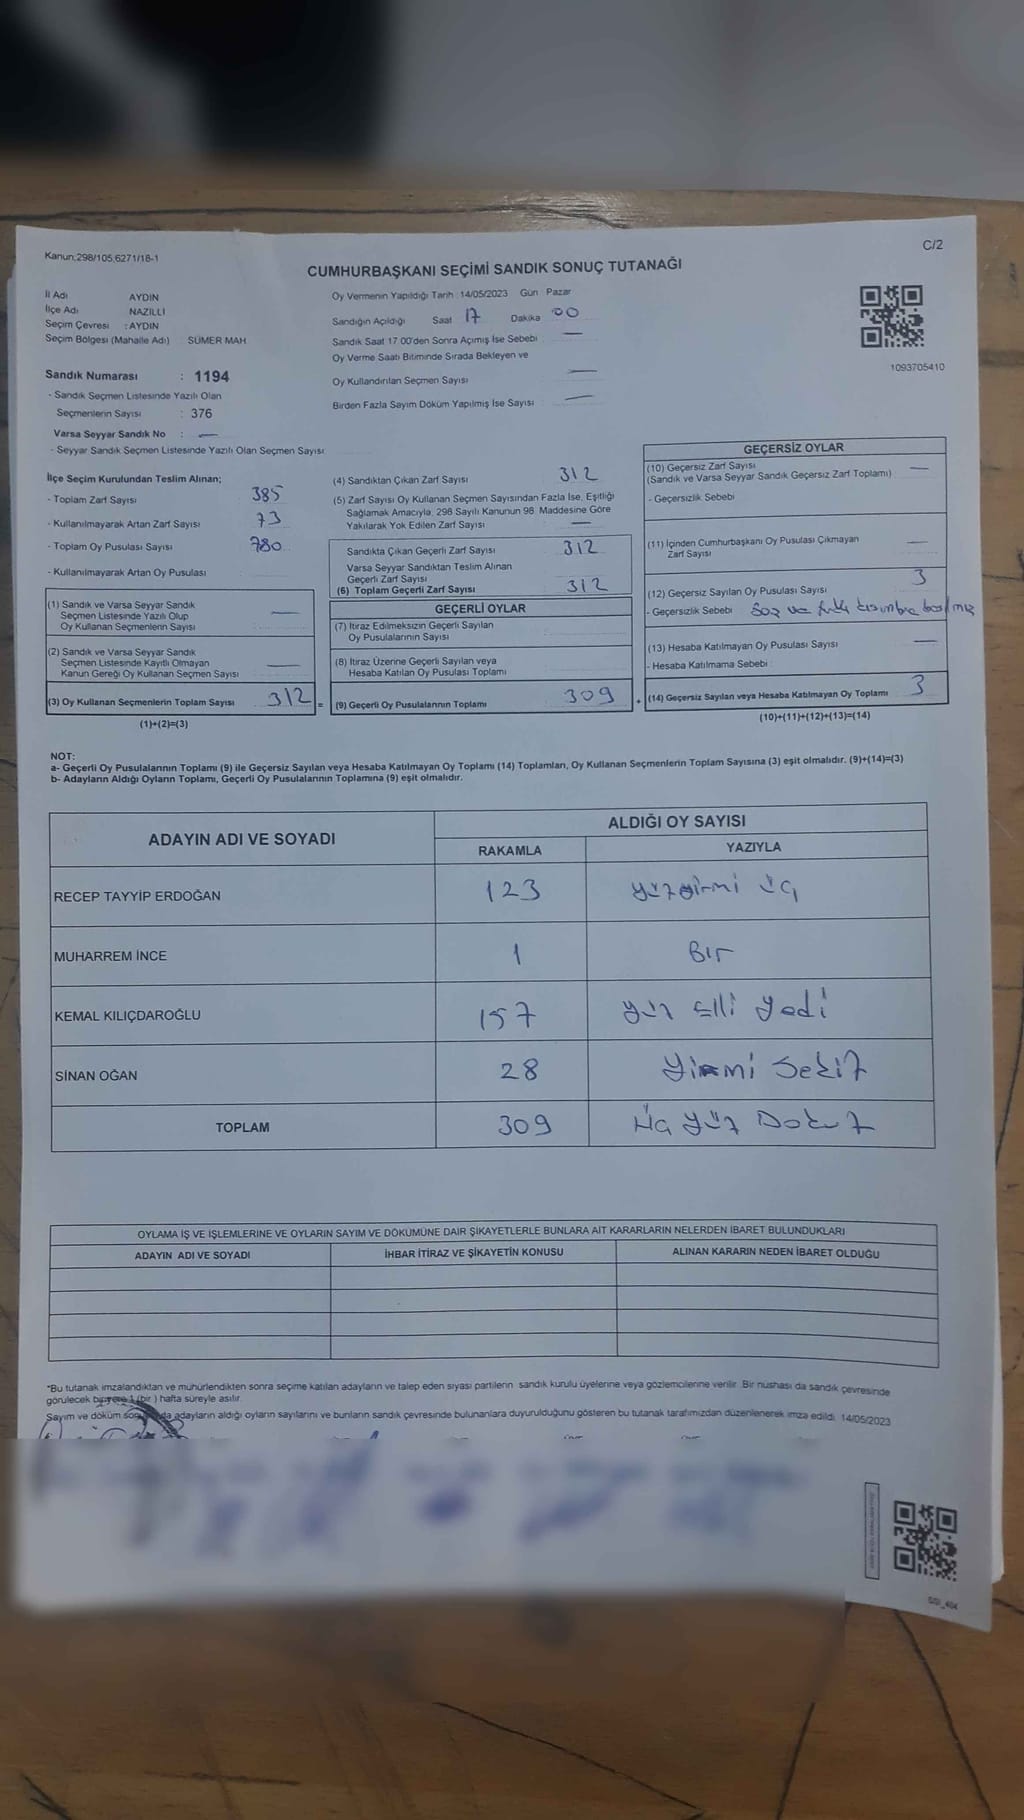 Kanun:298/105,6271/18-1
C/2
CUMHURBAŞKANI SEÇİMİ SANDIK SONUÇ TUTANAĞI
İl Adı AYDIN
İlçe Adı NAZİLLİ
Seçim Çevresi : AYDIN
Seçim Bölgesi (Mahalle Adı) SÜMER MAH.
Sandık Numarası : 1194
- Sandık Seçmen Listesinde Yazılı Olan
Seçmenlerin Sayısı : 376
Varsa Seyyar Sandık No : —
- Seyyar Sandık Seçmen Listesinde Yazılı Olan Seçmen Sayısı
Oy Vermenin Yapıldığı Tarih : 14/05/2023 Gün Pazar
Sandığın Açıldığı Saat 17 Dakika 00
Sandık Saat 17:00'den Sonra Açımış İse Sebebi —
Oy Verme Saati Bitiminde Sırada Bekleyen ve
Oy Kullandırılan Seçmen Sayısı —
Birden Fazla Sayım Döküm Yapılmış İse Sayısı —
1093705410
İlçe Seçim Kurulundan Teslim Alınan;
- Toplam Zarf Sayısı 385
- Kullanılmayarak Artan Zarf Sayısı 73
- Toplam Oy Pusulası Sayısı 780
- Kullanılmayarak Artan Oy Pusulası
(1) Sandık ve Varsa Seyyar Sandık
Seçmen Listesinde Yazılı Olup
Oy Kullanan Seçmenlerin Sayısı —
(2) Sandık ve Varsa Seyyar Sandık
Seçmen Listesinde Kayıtlı Olmayan
Kanun Gereği Oy Kullanan Seçmen Sayısı —
(3) Oy Kullanan Seçmenlerin Toplam Sayısı 312 =
(1)+(2)=(3)
(4) Sandıktan Çıkan Zarf Sayısı 312
(5) Zarf Sayısı Oy Kullanan Seçmen Sayısından Fazla İse, Eşitliği
Sağlamak Amacıyla, 298 Sayılı Kanunun 98. Maddesine Göre
Yakılarak Yok Edilen Zarf Sayısı —
Sandıkta Çıkan Geçerli Zarf Sayısı 312
Varsa Seyyar Sandıktan Teslim Alınan
Geçerli Zarf Sayısı
(6) Toplam Geçerli Zarf Sayısı 312
GEÇERLİ OYLAR
(7) İtiraz Edilmeksizin Geçerli Sayılan
Oy Pusulalarının Sayısı
(8) İtiraz Üzerine Geçerli Sayılan veya
Hesaba Katılan Oy Pusulası Toplamı
(9) Geçerli Oy Pusulalarının Toplamı 309 +
GEÇERSİZ OYLAR
(10) Geçersiz Zarf Sayısı
(Sandık ve Varsa Seyyar Sandık Geçersiz Zarf Toplamı) —
- Geçersizlik Sebebi
(11) İçinden Cumhurbaşkanı Oy Pusulası Çıkmayan
Zarf Sayısı —
(12) Geçersiz Sayılan Oy Pusulası Sayısı 3
- Geçersizlik Sebebi
(13) Hesaba Katılmayan Oy Pusulası Sayısı —
- Hesaba Katılmama Sebebi
(14) Geçersiz Sayılan veya Hesaba Katılmayan Oy Toplamı 3
(10)+(11)+(12)+(13)=(14)
NOT:
a- Geçerli Oy Pusulalarının Toplamı (9) ile Geçersiz Sayılan veya Hesaba Katılmayan Oy Toplamı (14) Toplamları, Oy Kullanan Seçmenlerin Toplam Sayısına (3) eşit olmalıdır. (9)+(14)=(3)
b- Adayların Aldığı Oyların Toplamı, Geçerli Oy Pusulalarının Toplamına (9) eşit olmalıdır.
ADAYIN ADI VE SOYADI ALDIĞI OY SAYISI
RAKAMLA YAZIYLA
RECEP TAYYİP ERDOĞAN 123 yüzyirmi üç
MUHARREM İNCE 1 Bir
KEMAL KILIÇDAROĞLU 157 yüz elli yedi
SİNAN OĞAN 28 Yirmi Sekiz
TOPLAM 309 Üç yüz Dokuz
OYLAMA İŞ VE İŞLEMLERİNE VE OYLARIN SAYIM VE DÖKÜMÜNE DAİR ŞİKAYETLERLE BUNLARA AİT KARARLARIN NELERDEN İBARET BULUNDUKLARI
ADAYIN ADI VE SOYADI İHBAR İTİRAZ VE ŞİKAYETİN KONUSU ALINAN KARARIN NEDEN İBARET OLDUĞU
*Bu tutanak imzalandıktan ve mühürlendikten sonra seçime katılan adayların ve talep eden siyasi partilerin sandık kurulu üyelerine veya gözlemcilerine verilir. Bir nüshası da sandık çevresinde
görülecek bir yere 1 (bir) hafta süreyle asılır.
Sayım ve döküm adayların aldığı oyların sayılarını ve bunların sandık çevresinde bulunanlara duyurulduğunu gösteren bu tutanak tarafımızdan düzenlenerek imza edildi. 14/05/2023